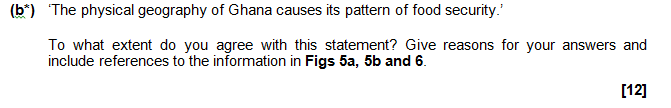 (b*) ‘The physical geography of Ghana causes its pattern of food security.’
To what extent do you agree with this statement? Give reasons for your answers and
include references to the information in Figs 5a, 5b and 6.
[12]